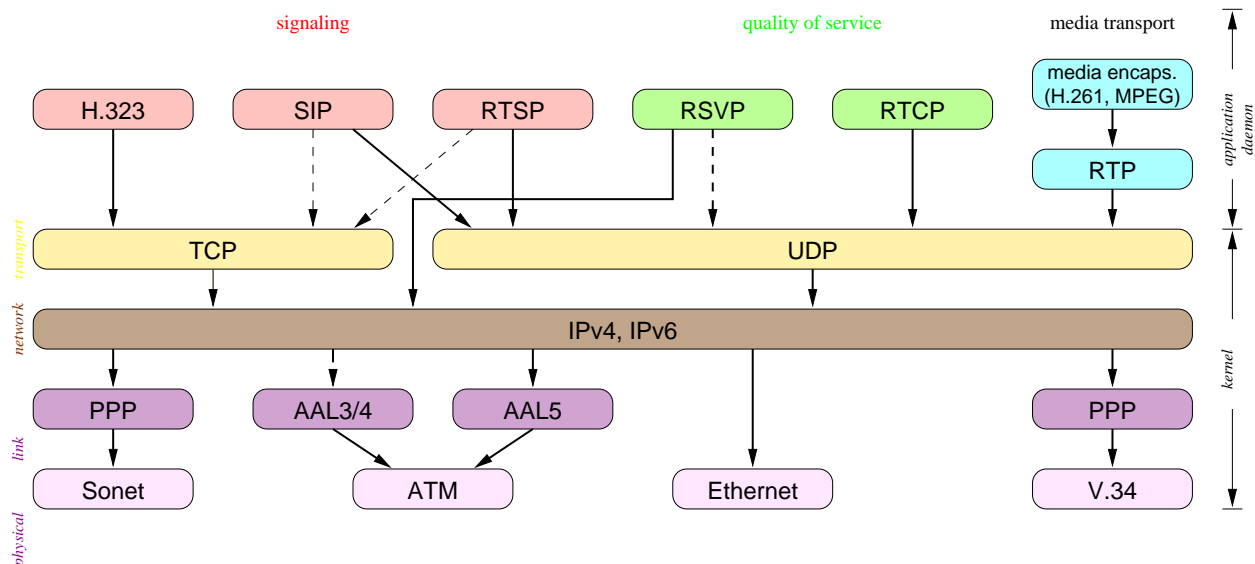 signaling
quality of service
media transport
H.323
SIP
RTSP
RSVP
RTCP
media encaps.
(H.261, MPEG)
RTP
application
daemon
transport
TCP
UDP
network
IPv4, IPv6
kernel
PPP
AAL3/4
AAL5
PPP
link
Sonet
ATM
Ethernet
V.34
physical